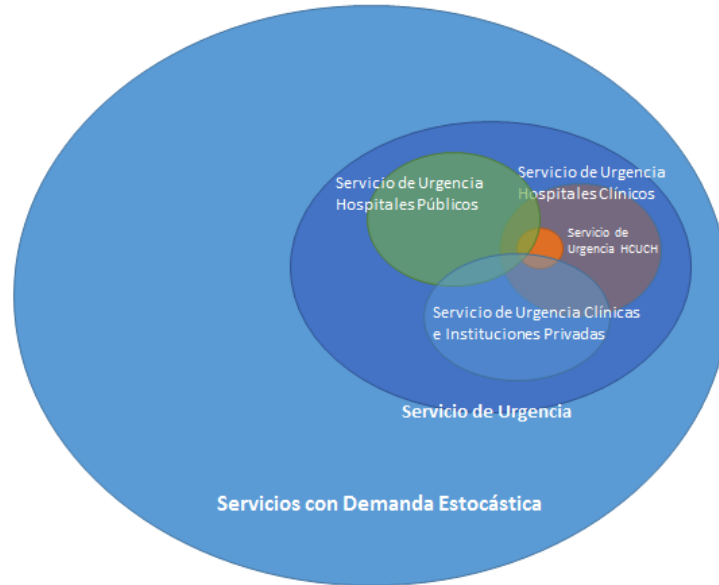 Servicio de Urgencia
Hospitales Clínicos
Servicio de Urgencia
Hospitales Públicos
Servicio de
Urgencia HCUCH
Servicio de Urgencia Clínicas
e Instituciones Privadas
Servicio de Urgencia
Servicios con Demanda Estocástica